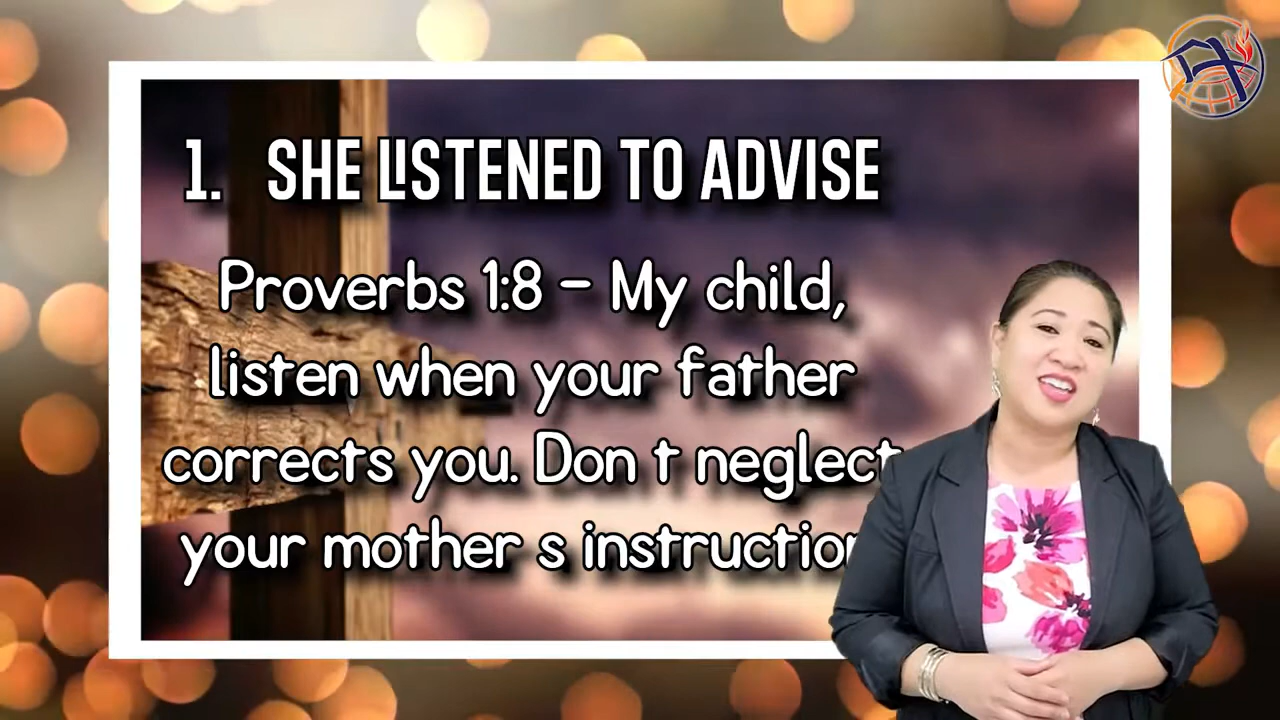 1. SHE LISTENED TO ADVISE
Proverbs 1:8 – My child,
listen when your father
corrects you. Don t neglect
your mother s instruction